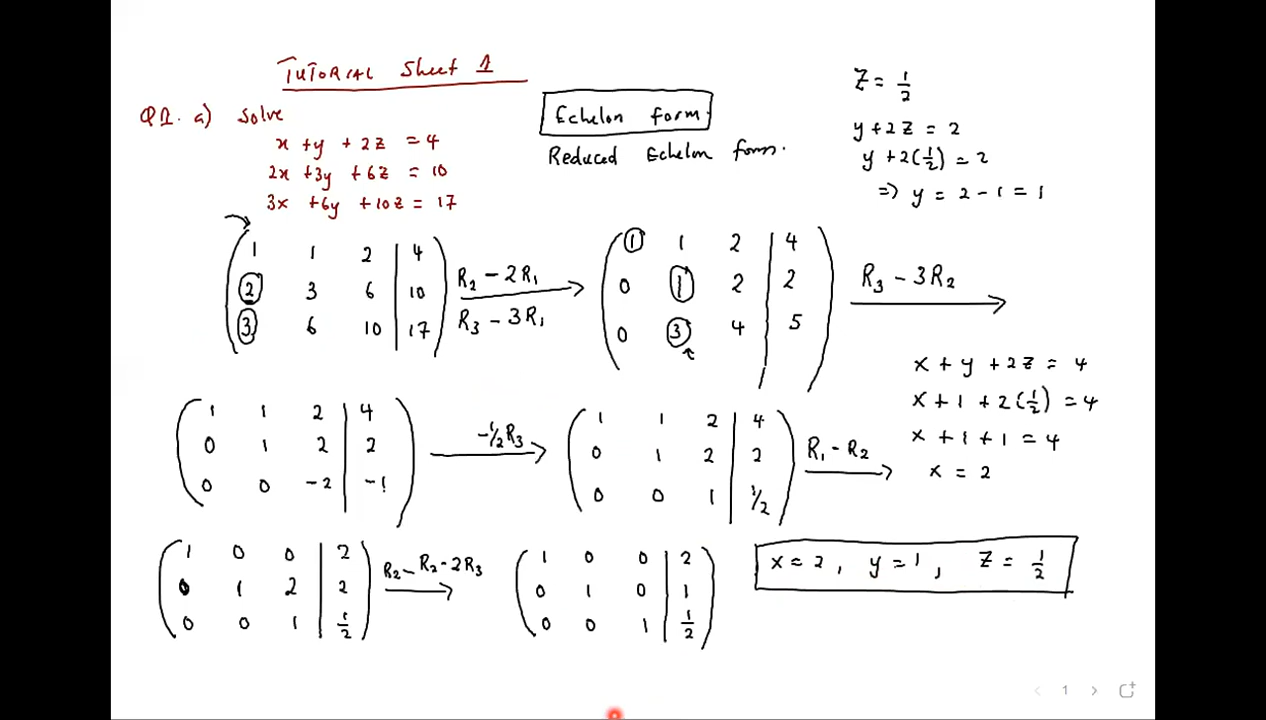 TUTORIAL Sheet 1
Q1. a) Solve
x + y + 2z = 4
2x + 3y + 6z = 10
3x + 6y + 10z = 17
Echelon form.
Reduced Echelon form.
z = 1/2
y + 2z = 2
y + 2(1/2) = 2
=> y = 2 - 1 = 1
1 1 2 | 4
2 3 6 | 10
3 6 10 | 17
R2 - 2R1
R3 - 3R1
1 1 2 | 4
0 1 2 | 2
0 3 4 | 5
R3 - 3R2
x + y + 2z = 4
x + 1 + 2(1/2) = 4
x + 1 + 1 = 4
x = 2
1 1 2 | 4
0 1 2 | 2
0 0 -2 | -1
-1/2 R3
1 1 2 | 4
0 1 2 | 2
0 0 1 | 1/2
R1 - R2
1 0 0 | 2
0 1 2 | 2
0 0 1 | 1/2
R2 - R2 - 2R3
1 0 0 | 2
0 1 0 | 1
0 0 1 | 1/2
x = 2, y = 1, z = 1/2
1